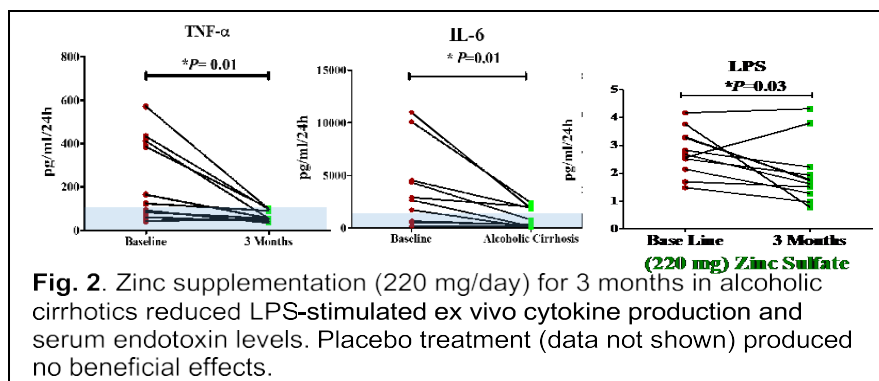 TNF-α
*P= 0.01
800
600
400
200
100
0
pg/ml/24h
Baseline
3 Months
IL-6
* P=0.01
15000
10000
5000
0
pg/ml/24h
Baseline
Alcoholic Cirrhosis
LPS
*P=0.03
5
4
3
2
1
0
pg/ml/24h
Base Line
3 Months
(220 mg) Zinc Sulfate
Fig. 2. Zinc supplementation (220 mg/day) for 3 months in alcoholic
cirrhotics reduced LPS-stimulated ex vivo cytokine production and
serum endotoxin levels. Placebo treatment (data not shown) produced
no beneficial effects.